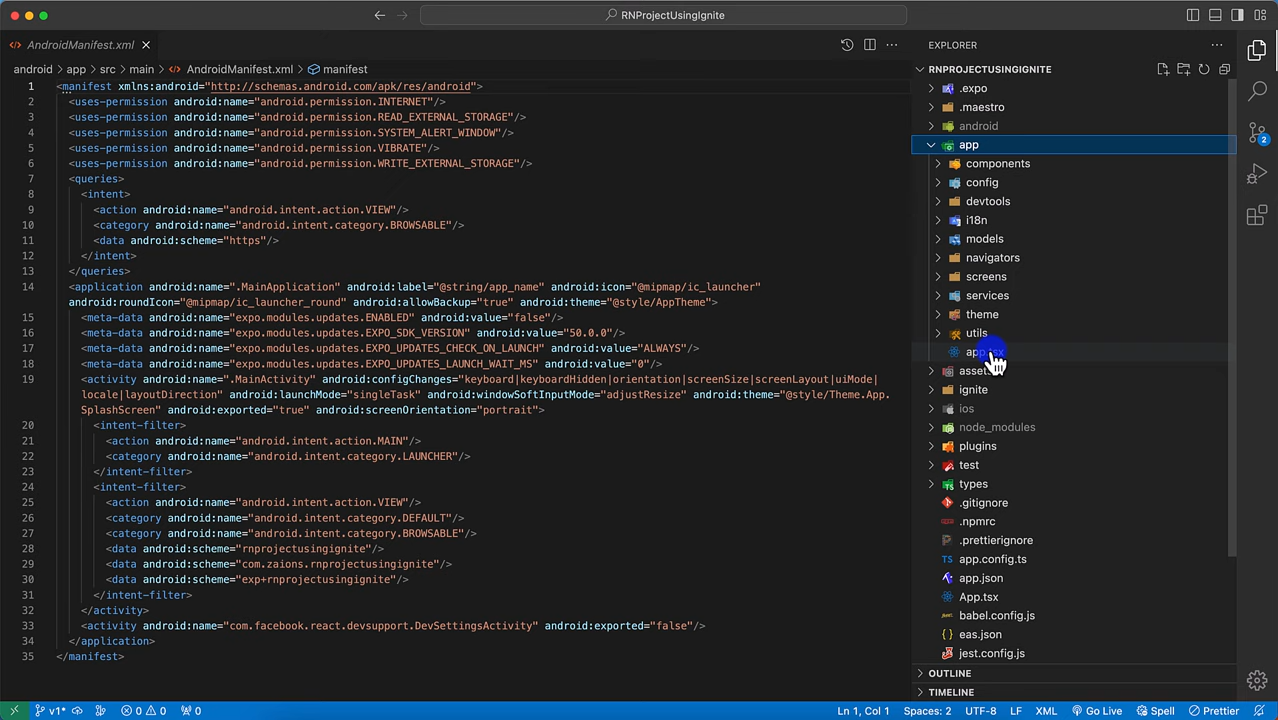 RNProjectUsingIgnite
AndroidManifest.xml
EXPLORER
android > app > src > main > AndroidManifest.xml > manifest
RNPROJECTUSINGIGNITE
1 <manifest xmlns:android="http://schemas.android.com/apk/res/android">
2 <uses-permission android:name="android.permission.INTERNET"/>
3 <uses-permission android:name="android.permission.READ_EXTERNAL_STORAGE"/>
4 <uses-permission android:name="android.permission.SYSTEM_ALERT_WINDOW"/>
5 <uses-permission android:name="android.permission.VIBRATE"/>
6 <uses-permission android:name="android.permission.WRITE_EXTERNAL_STORAGE"/>
7 <queries>
8 <intent>
9 <action android:name="android.intent.action.VIEW"/>
10 <category android:name="android.intent.category.BROWSABLE"/>
11 <data android:scheme="https"/>
12 </intent>
13 </queries>
14 <application android:name=".MainApplication" android:label="@string/app_name" android:icon="@mipmap/ic_launcher"
android:roundIcon="@mipmap/ic_launcher_round" android:allowBackup="true" android:theme="@style/AppTheme">
15 <meta-data android:name="expo.modules.updates.ENABLED" android:value="false"/>
16 <meta-data android:name="expo.modules.updates.EXPO_SDK_VERSION" android:value="50.0.0"/>
17 <meta-data android:name="expo.modules.updates.EXPO_UPDATES_CHECK_ON_LAUNCH" android:value="ALWAYS"/>
18 <meta-data android:name="expo.modules.updates.EXPO_UPDATES_LAUNCH_WAIT_MS" android:value="0"/>
19 <activity android:name=".MainActivity" android:configChanges="keyboard|keyboardHidden|orientation|screenSize|screenLayout|uiMode|
locale|layoutDirection" android:launchMode="singleTask" android:windowSoftInputMode="adjustResize" android:theme="@style/Theme.App.
SplashScreen" android:exported="true" android:screenOrientation="portrait">
20 <intent-filter>
21 <action android:name="android.intent.action.MAIN"/>
22 <category android:name="android.intent.category.LAUNCHER"/>
23 </intent-filter>
24 <intent-filter>
25 <action android:name="android.intent.action.VIEW"/>
26 <category android:name="android.intent.category.DEFAULT"/>
27 <category android:name="android.intent.category.BROWSABLE"/>
28 <data android:scheme="rnprojectusingignite"/>
29 <data android:scheme="com.zaions.rnprojectusingignite"/>
30 <data android:scheme="exp+rnprojectusingignite"/>
31 </intent-filter>
32 </activity>
33 <activity android:name="com.facebook.react.devsupport.DevSettingsActivity" android:exported="false"/>
34 </application>
35 </manifest>
.expo
.maestro
android
app
components
config
devtools
i18n
models
navigators
screens
services
theme
utils
app.tsx
assets
ignite
ios
node_modules
plugins
test
types
.gitignore
.npmrc
.prettierignore
TS app.config.ts
app.json
App.tsx
babel.config.js
eas.json
jest.config.js
OUTLINE
TIMELINE
2
v1* 0 0 0 Ln 1, Col 1 Spaces: 2 UTF-8 LF XML Go Live Spell Prettier